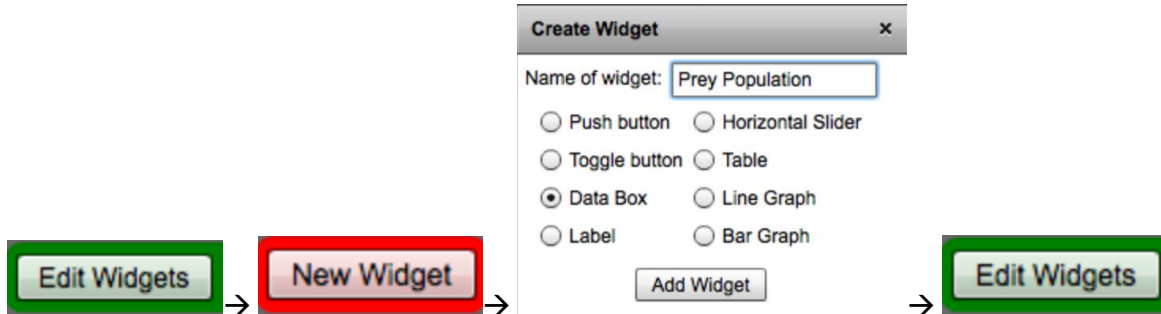 Create Widget ×
Name of widget: Prey Population
Push button Horizontal Slider
Toggle button Table
Data Box Line Graph
Label Bar Graph
Edit Widgets → New Widget → Add Widget → Edit Widgets